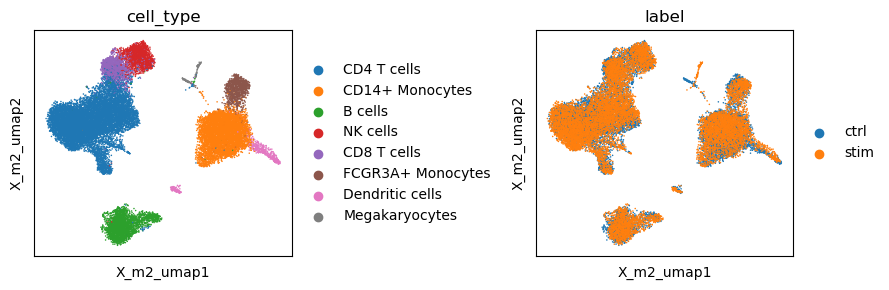 cell_type
X_m2_umap2
X_m2_umap1
CD4 T cells
CD14+ Monocytes
B cells
NK cells
CD8 T cells
FCGR3A+ Monocytes
Dendritic cells
Megakaryocytes
label
X_m2_umap2
X_m2_umap1
ctrl
stim